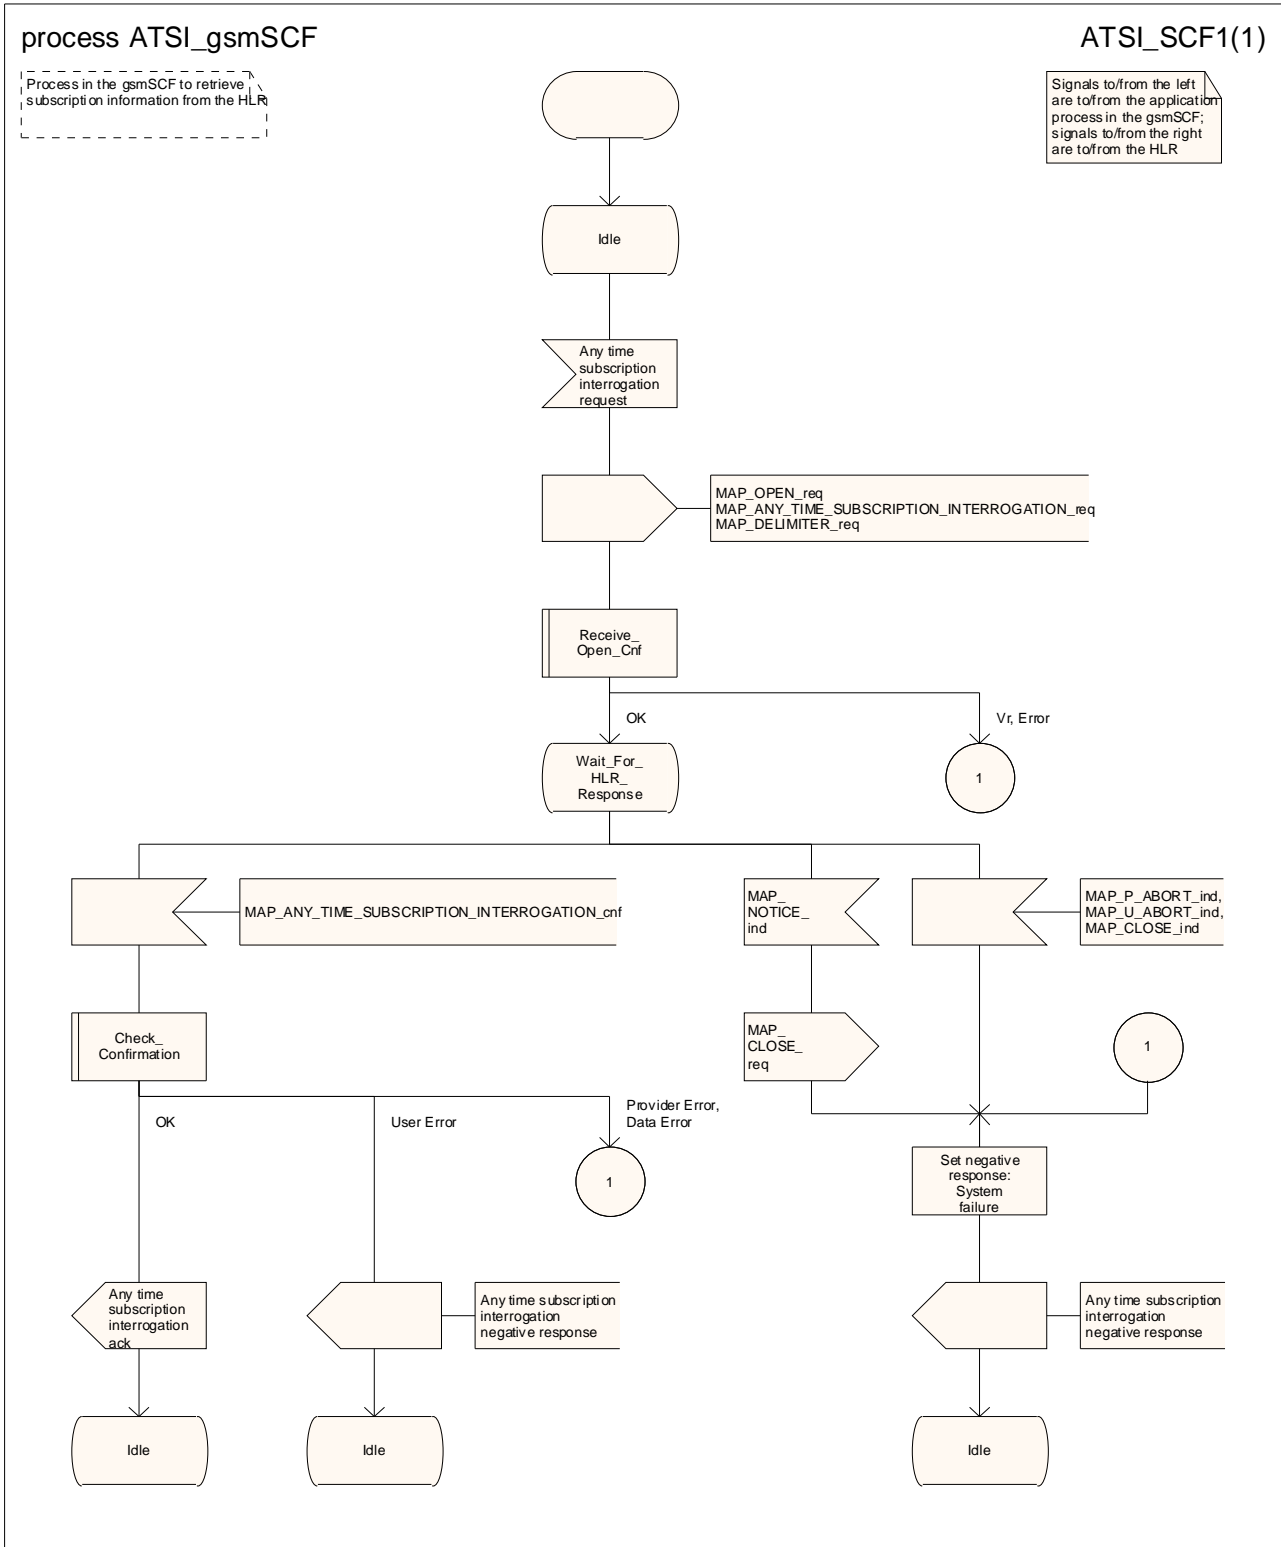 process ATSI_gsmSCF
ATSI_SCF1(1)
Process in the gsmSCF to retrieve
subscription information from the HLR
Signals to/from the left
are to/from the application
process in the gsmSCF;
signals to/from the right
are to/from the HLR
Idle
Any time
subscription
interrogation
request
MAP_OPEN_req
MAP_ANY_TIME_SUBSCRIPTION_INTERROGATION_req
MAP_DELIMITER_req
Receive_
Open_Cnf
OK
Vr, Error
Wait_For_
HLR_
Response
1
MAP_ANY_TIME_SUBSCRIPTION_INTERROGATION_cnf
MAP_
NOTICE_
ind
MAP_P_ABORT_ind,
MAP_U_ABORT_ind,
MAP_CLOSE_ind
Check_
Confirmation
MAP_
CLOSE_
req
1
OK
User Error
Provider Error,
Data Error
1
Set negative
response:
System
failure
Any time
subscription
interrogation
ack
Any time subscription
interrogation
negative response
Any time subscription
interrogation
negative response
Idle
Idle
Idle